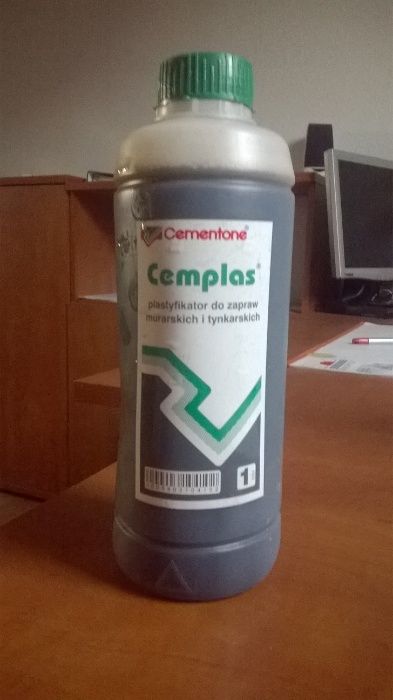 Cementone®
Cemplas®
plastyfikator do zapraw
murarskich i tynkarskich
1